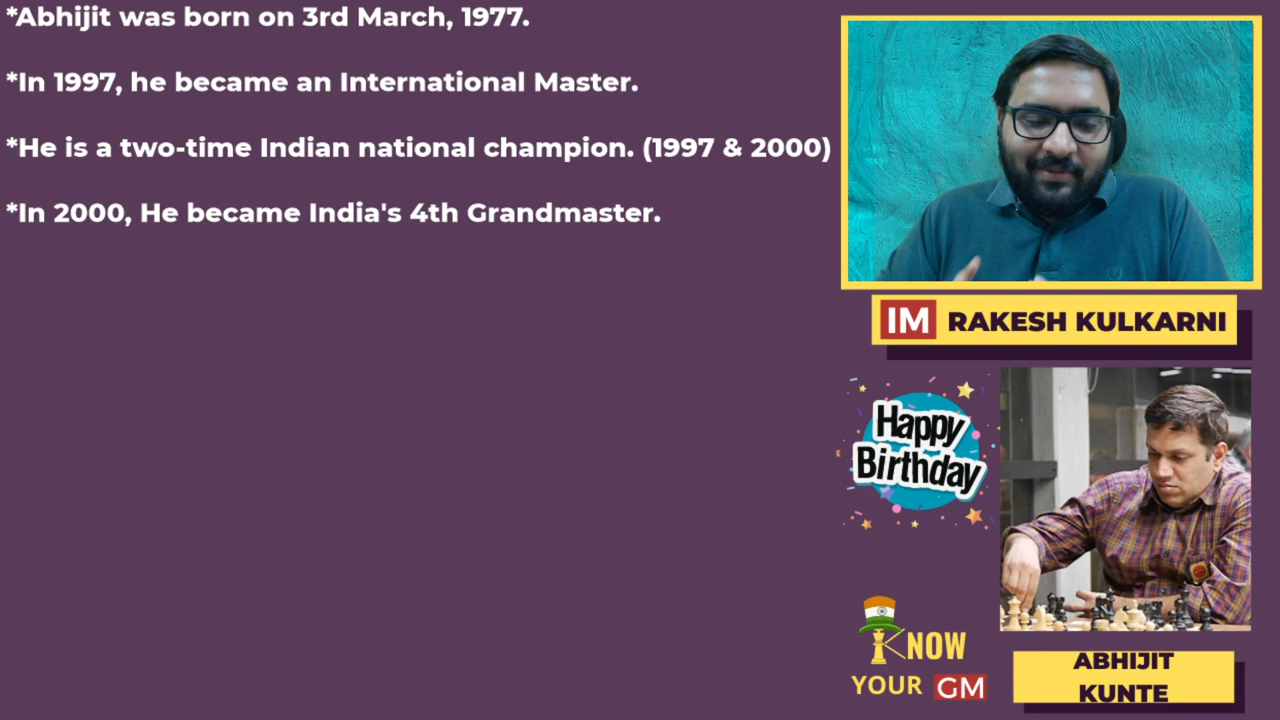 *Abhijit was born on 3rd March, 1977.
*In 1997, he became an International Master.
*He is a two-time Indian national champion. (1997 & 2000)
*In 2000, He became India's 4th Grandmaster.
IM RAKESH KULKARNI
Happy
Birthday
KNOW
YOUR GM
ABHIJIT
KUNTE